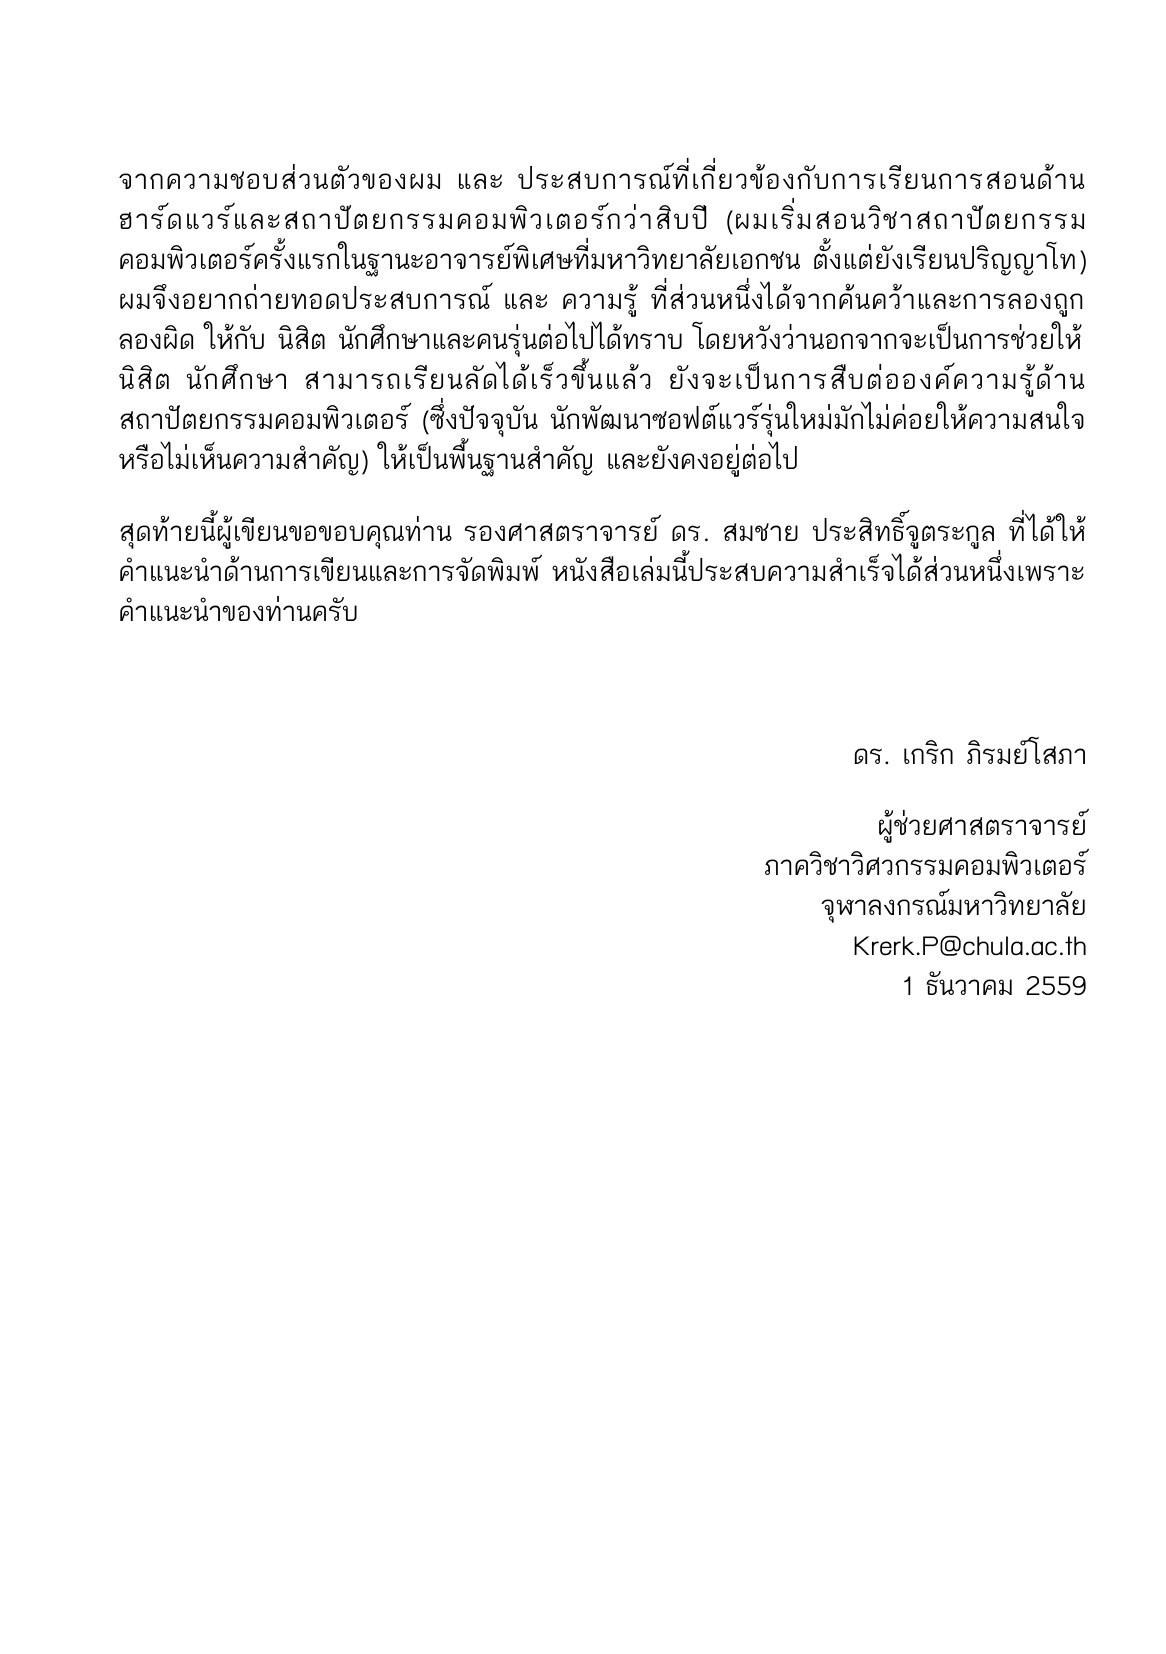 จากความชอบส่วนตัวของผม และ ประสบการณ์ที่เกี่ยวข้องกับการเรียนการสอนด้าน
ฮาร์ดแวร์และสถาปัตยกรรมคอมพิวเตอร์กว่าสิบปี (ผมเริ่มสอนวิชาสถาปัตยกรรม
คอมพิวเตอร์ครั้งแรกในฐานะอาจารย์พิเศษที่มหาวิทยาลัยเอกชน ตั้งแต่ยังเรียนปริญญาโท)
ผมจึงอยากถ่ายทอดประสบการณ์ และ ความรู้ ที่ส่วนหนึ่งได้จากค้นคว้าและการลองถูก
ลองผิด ให้กับ นิสิต นักศึกษาและคนรุ่นต่อไปได้ทราบ โดยหวังว่านอกจากจะเป็นการช่วยให้
นิสิต นักศึกษา สามารถเรียนลัดได้เร็วขึ้นแล้ว ยังจะเป็นการสืบต่อองค์ความรู้ด้าน
สถาปัตยกรรมคอมพิวเตอร์ (ซึ่งปัจจุบัน นักพัฒนาซอฟต์แวร์รุ่นใหม่มักไม่ค่อยให้ความสนใจ
หรือไม่เห็นความสำคัญ) ให้เป็นพื้นฐานสำคัญ และยังคงอยู่ต่อไป
สุดท้ายนี้ผู้เขียนขอขอบคุณท่าน รองศาสตราจารย์ ดร. สมชาย ประสิทธิ์จูตระกูล ที่ได้ให้
คำแนะนำด้านการเขียนและการจัดพิมพ์ หนังสือเล่มนี้ประสบความสำเร็จได้ส่วนหนึ่งเพราะ
คำแนะนำของท่านครับ
ดร. เกริก ภิรมย์โสภา
ผู้ช่วยศาสตราจารย์
ภาควิชาวิศวกรรมคอมพิวเตอร์
จุฬาลงกรณ์มหาวิทยาลัย
Krerk.P@chula.ac.th
1 ธันวาคม 2559